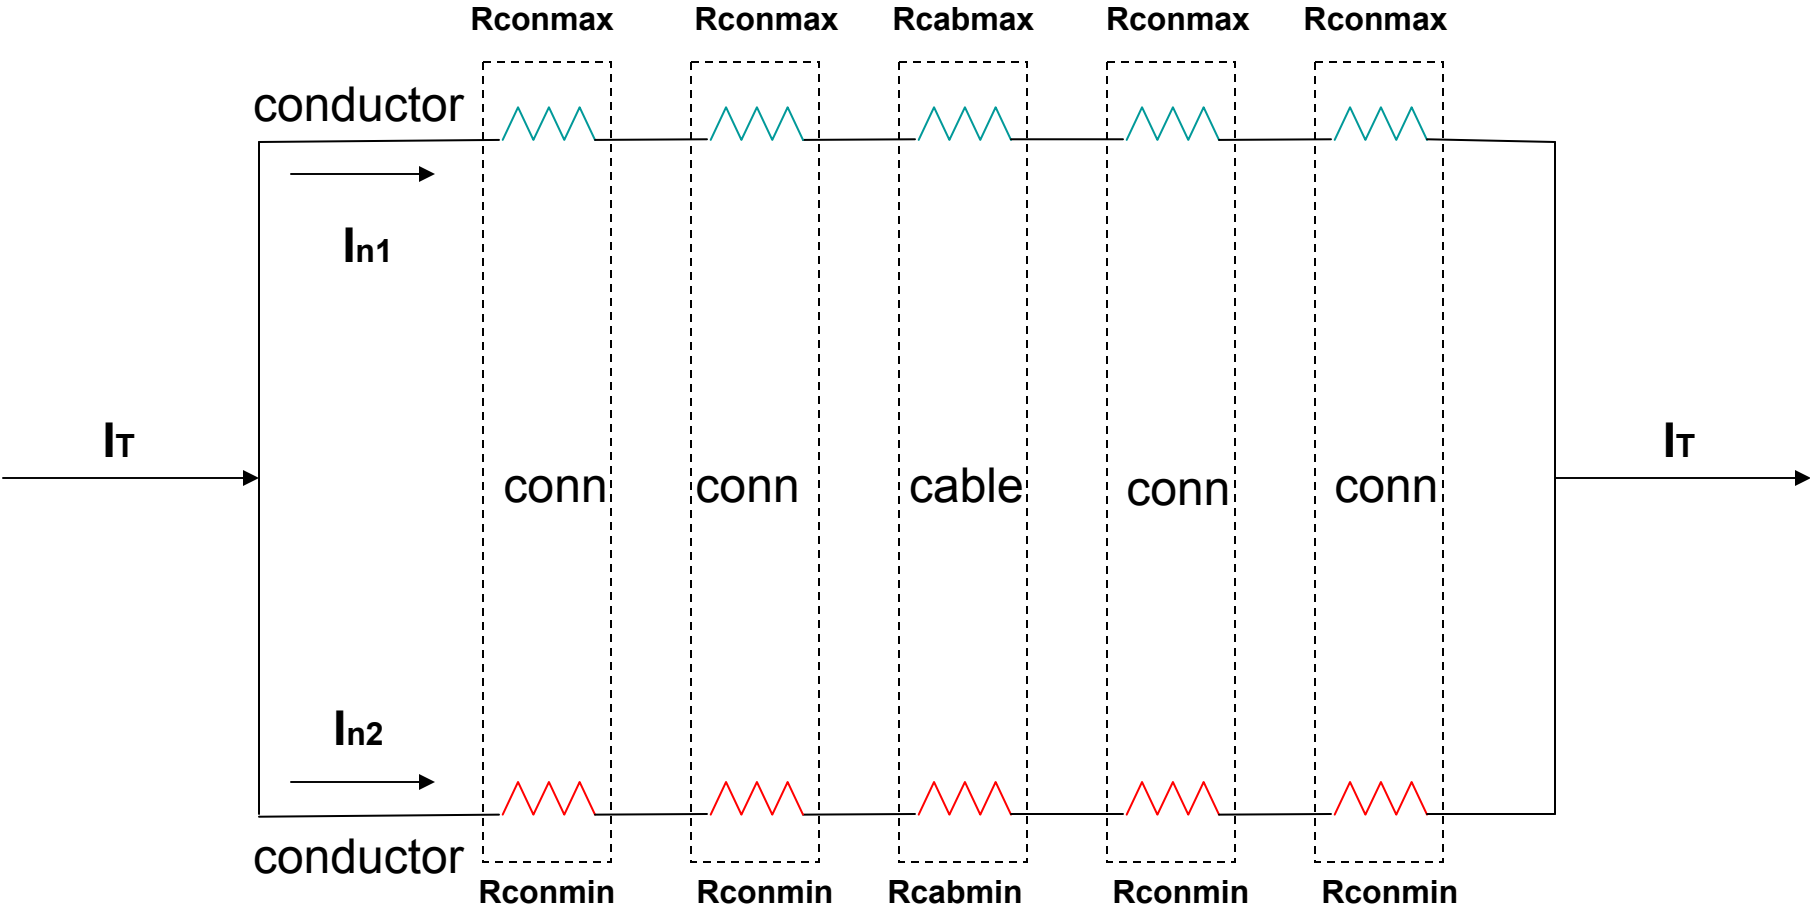 Rconmax Rconmax Rcabmax Rconmax Rconmax
conductor
In1
IT IT
conn conn cable conn conn
In2
conductor
Rconmin Rconmin Rcabmin Rconmin Rconmin